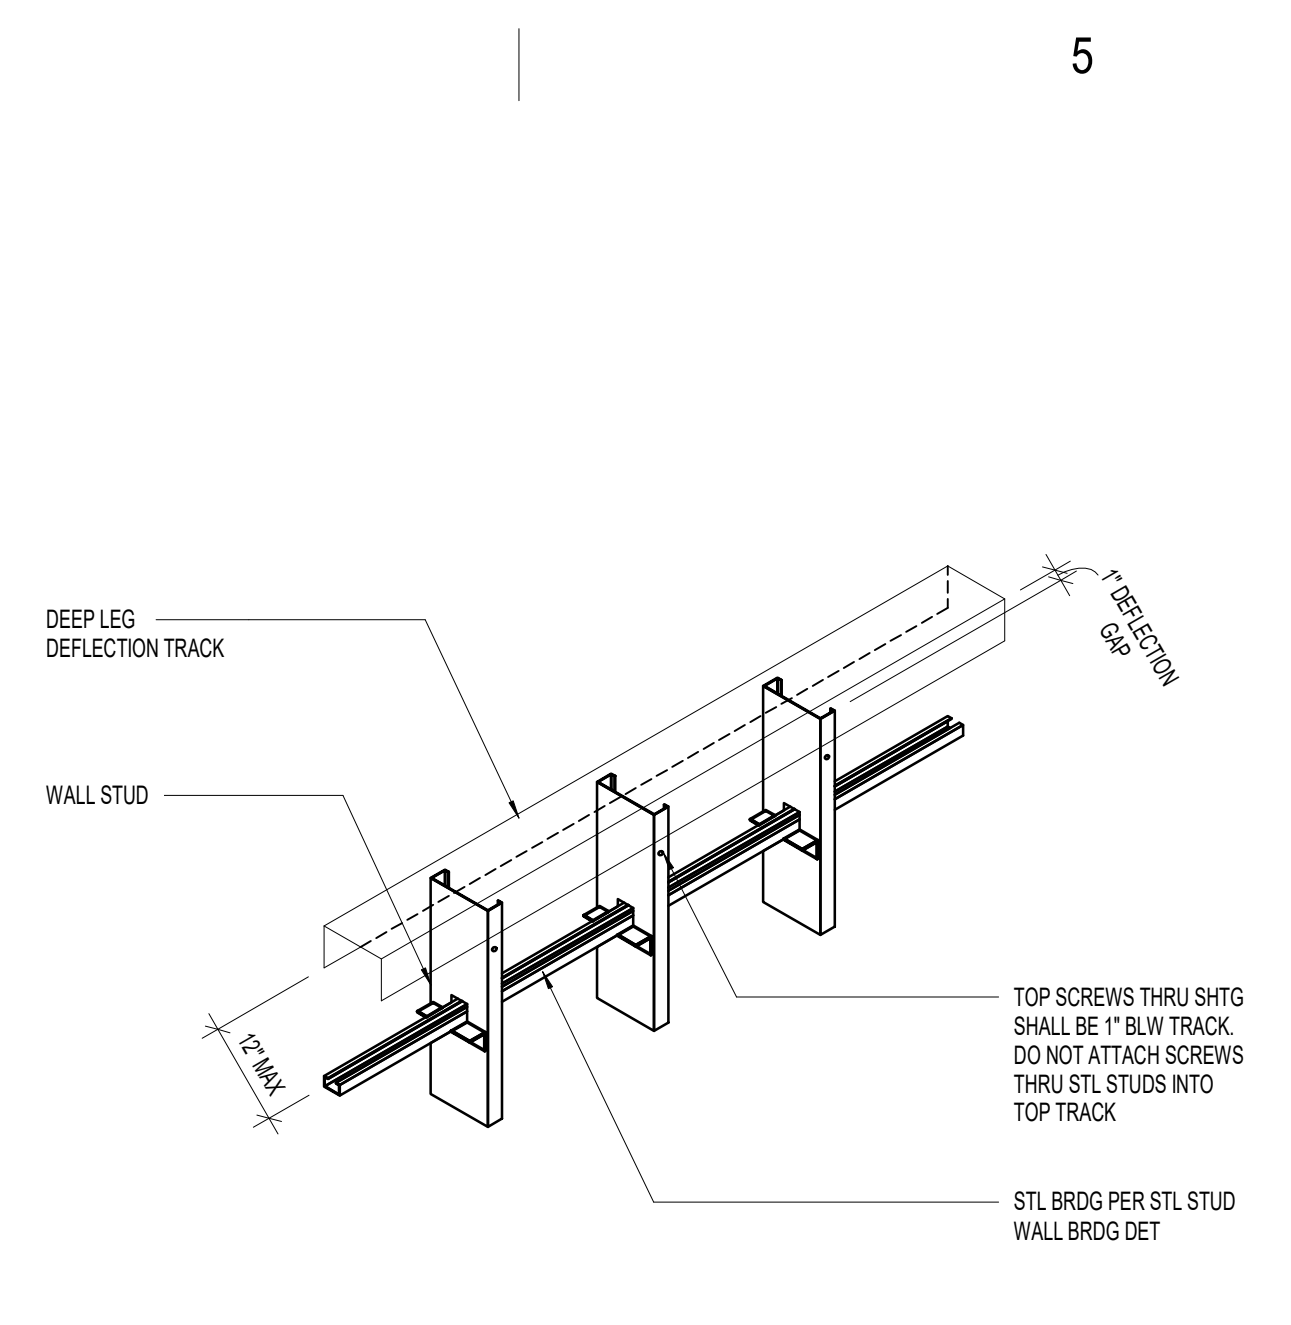 5
1" DEFLECTION
GAP
DEEP LEG
DEFLECTION TRACK
WALL STUD
12" MAX
TOP SCREWS THRU SHTG
SHALL BE 1" BLW TRACK.
DO NOT ATTACH SCREWS
THRU STL STUDS INTO
TOP TRACK
STL BRDG PER STL STUD
WALL BRDG DET